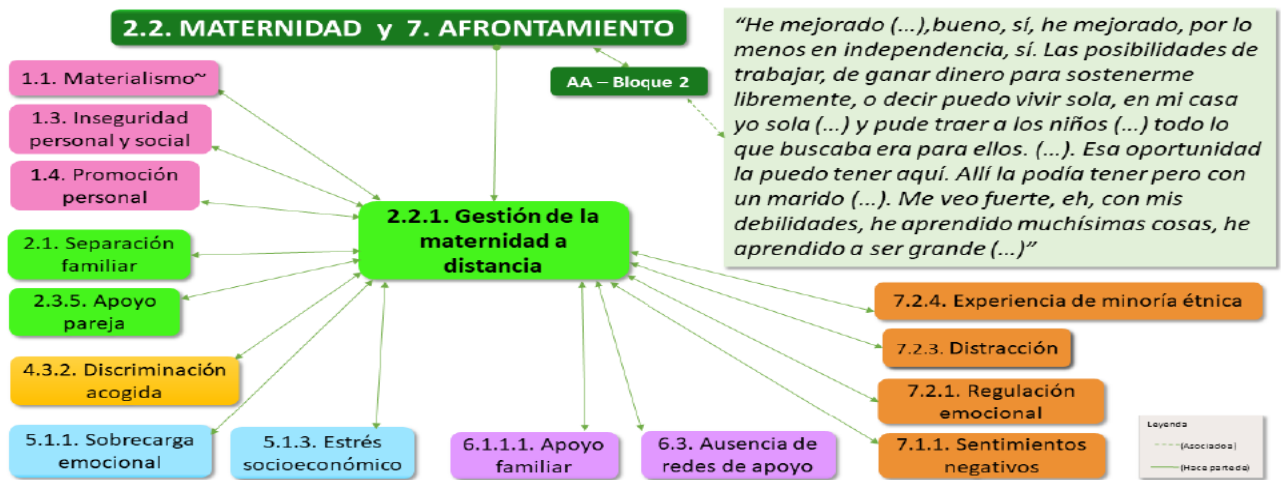 2.2. MATERNIDAD y 7. AFRONTAMIENTO
AA – Bloque 2
“He mejorado (…),bueno, sí, he mejorado, por lo
menos en independencia, sí. Las posibilidades de
trabajar, de ganar dinero para sostenerme
libremente, o decir puedo vivir sola, en mi casa
yo sola (…) y pude traer a los niños (…) todo lo
que buscaba era para ellos. (…). Esa oportunidad
la puedo tener aquí. Allí la podía tener pero con
un marido (…). Me veo fuerte, eh, con mis
debilidades, he aprendido muchísimas cosas, he
aprendido a ser grande (…)”
1.1. Materialismo~
1.3. Inseguridad
personal y social
1.4. Promoción
personal
2.1. Separación
familiar
2.3.5. Apoyo
pareja
4.3.2. Discriminación
acogida
5.1.1. Sobrecarga
emocional
5.1.3. Estrés
socioeconómico
2.2.1. Gestión de la
maternidad a
distancia
6.1.1.1. Apoyo
familiar
6.3. Ausencia de
redes de apoyo
7.2.4. Experiencia de minoría étnica
7.2.3. Distracción
7.2.1. Regulación
emocional
7.1.1. Sentimientos
negativos
Leyenda
(Asociado a)
(Hace parte de)